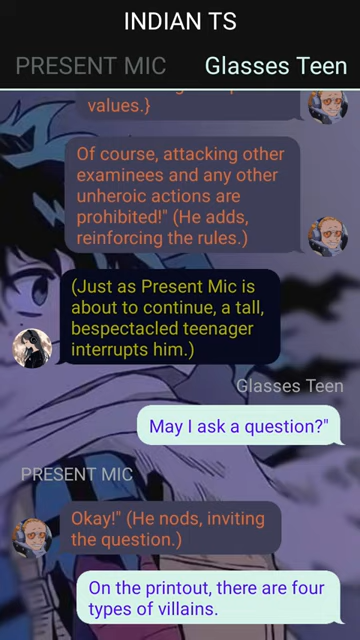 INDIAN TS
PRESENT MIC Glasses Teen
values.}
Of course, attacking other
examinees and any other
unheroic actions are
prohibited!" (He adds,
reinforcing the rules.)
(Just as Present Mic is
about to continue, a tall,
bespectacled teenager
interrupts him.)
Glasses Teen
May I ask a question?"
PRESENT MIC
Okay!" (He nods, inviting
the question.)
On the printout, there are four
types of villains.